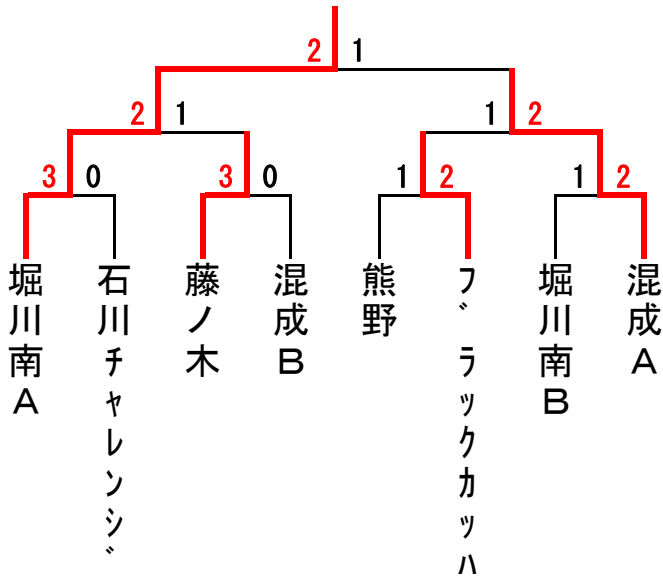 2 1
2 1 1 2
3 0 3 0 1 2 1 2
堀川南A
石川ﾁｬﾚﾝｼﾞ
藤ノ木
混成B
熊野
ﾌﾞﾗｯｸｶｯﾊ
堀川南B
混成A